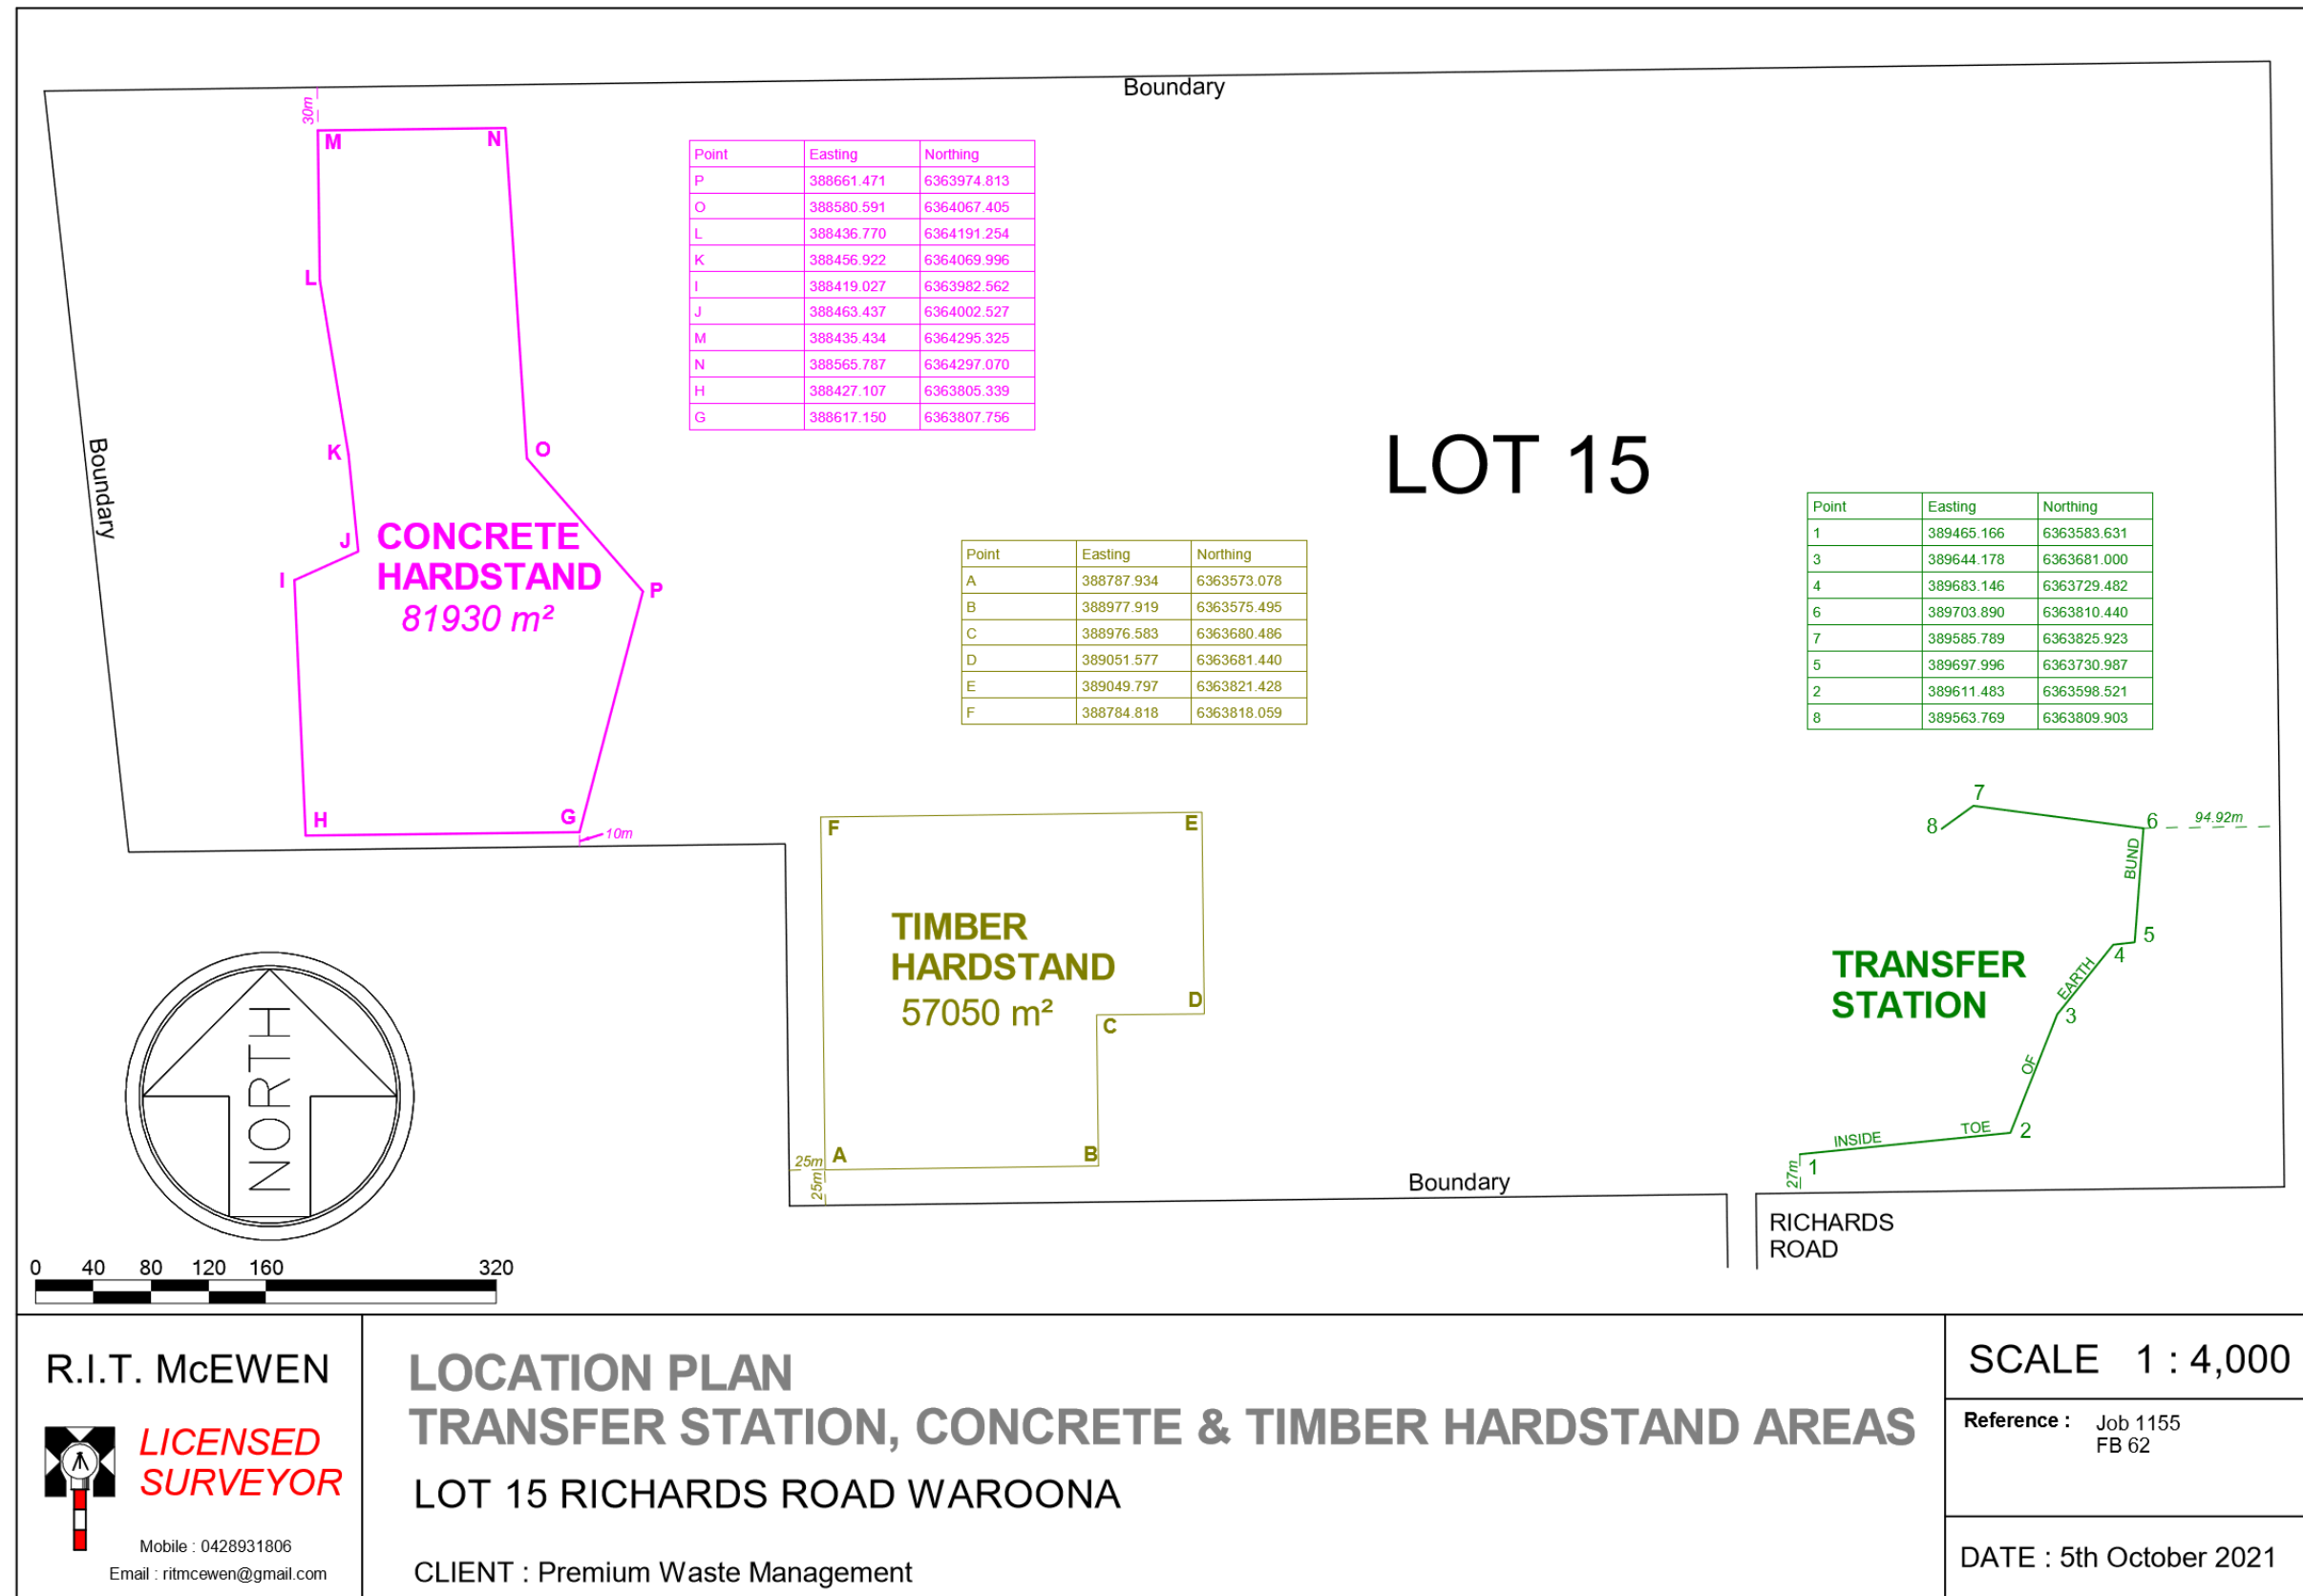 Boundary
30m
M
N
Point Easting Northing
P 388661.471 6363974.813
O 388580.591 6364067.405
L 388436.770 6364191.254
K 388456.922 6364069.996
I 388419.027 6363982.562
J 388463.437 6364002.527
M 388435.434 6364295.325
N 388565.787 6364297.070
H 388427.107 6363805.339
G 388617.150 6363807.756
L
Boundary
K
O
LOT 15
J
I
P
CONCRETE
HARDSTAND
81930 m²
H
G
10m
Point Easting Northing
A 388787.934 6363573.078
B 388977.919 6363575.495
C 388976.583 6363680.486
D 389051.577 6363681.440
E 389049.797 6363821.428
F 388784.818 6363818.059
Point Easting Northing
1 389465.166 6363583.631
3 389644.178 6363681.000
4 389683.146 6363729.482
6 389703.890 6363810.440
7 389585.789 6363825.923
5 389697.996 6363730.987
2 389611.483 6363598.521
8 389563.769 6363809.903
F
E
TIMBER
HARDSTAND
57050 m²
D
C
A
B
25m
25m
7
8
6
94.92m
BUND
5
4
EARTH
3
TRANSFER
STATION
OF
TOE
2
INSIDE
1
27m
Boundary
RICHARDS
ROAD
NORTH
0 40 80 120 160 320
R.I.T. McEWEN
LICENSED
SURVEYOR
Mobile : 0428931806
Email : ritmcewen@gmail.com
LOCATION PLAN
TRANSFER STATION, CONCRETE & TIMBER HARDSTAND AREAS
LOT 15 RICHARDS ROAD WAROONA
CLIENT : Premium Waste Management
SCALE 1 : 4,000
Reference : Job 1155
FB 62
DATE : 5th October 2021